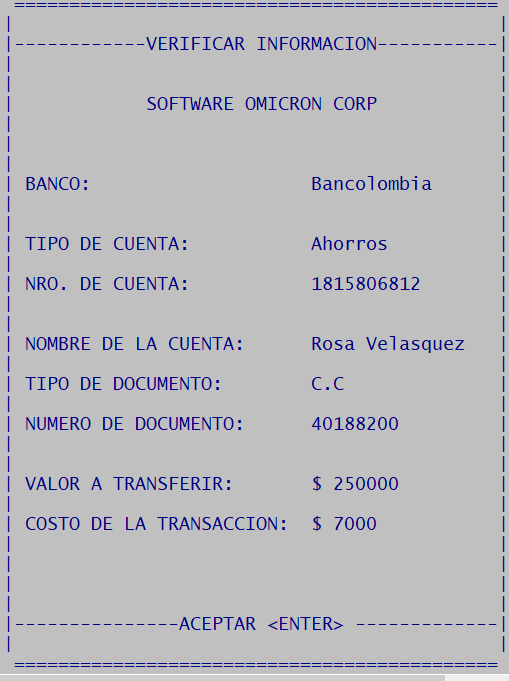 VERIFICAR INFORMACION
SOFTWARE OMICRON CORP
BANCO: Bancolombia
TIPO DE CUENTA: Ahorros
NRO. DE CUENTA: 1815806812
NOMBRE DE LA CUENTA: Rosa Velasquez
TIPO DE DOCUMENTO: C.C
NUMERO DE DOCUMENTO: 40188200
VALOR A TRANSFERIR: $ 250000
COSTO DE LA TRANSACCION: $ 7000
ACEPTAR <ENTER>